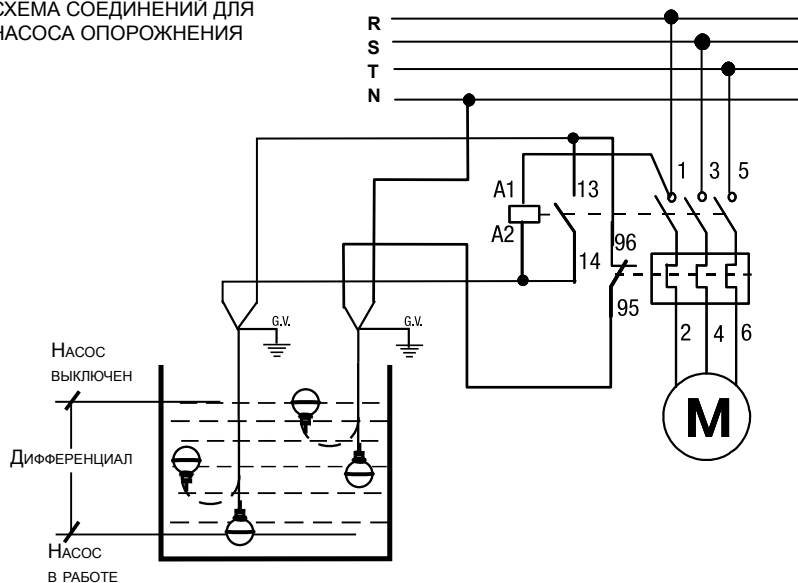 СХЕМА СОЕДИНЕНИЙ ДЛЯ
НАСОСА ОПОРОЖНЕНИЯ
R
S
T
N
1 3 5
A1
13
A2
14
96
95
2 4 6
G.V.
G.V.
M
НАСОС
ВЫКЛЮЧЕН
ДИФФЕРЕНЦИАЛ
НАСОС
В РАБОТЕ